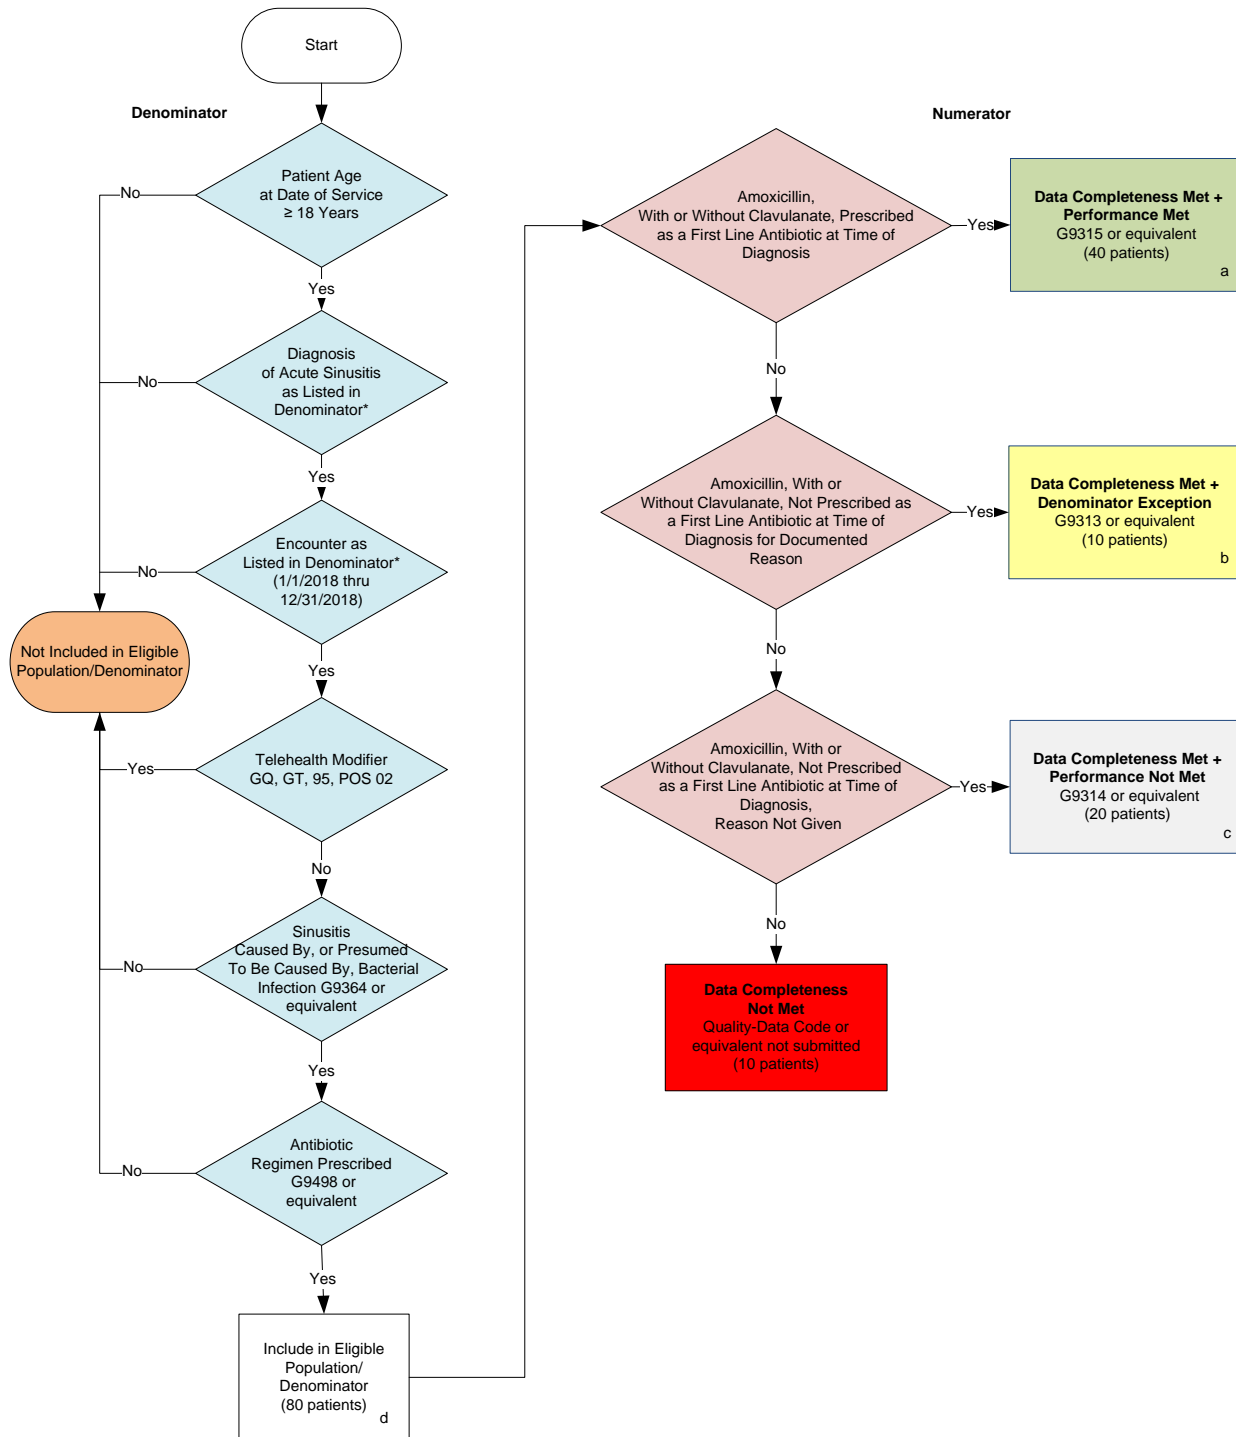 Start
Denominator
Patient Age
at Date of Service
≥ 18 Years
No
Yes
Diagnosis
of Acute Sinusitis
as Listed in
Denominator*
No
Yes
Encounter as
Listed in Denominator*
(1/1/2018 thru
12/31/2018)
No
Not Included in Eligible
Population/Denominator
Yes
Telehealth Modifier
GQ, GT, 95, POS 02
Yes
No
Sinusitis
Caused By, or Presumed
To Be Caused By, Bacterial
Infection G9364 or
equivalent
No
Yes
Antibiotic
Regimen Prescribed
G9498 or
equivalent
No
Yes
Include in Eligible
Population/
Denominator
(80 patients)
d
Numerator
Amoxicillin,
With or Without Clavulanate, Prescribed
as a First Line Antibiotic at Time of
Diagnosis
Yes
Data Completeness Met +
Performance Met
G9315 or equivalent
(40 patients)
a
No
Amoxicillin, With or
Without Clavulanate, Not Prescribed as
a First Line Antibiotic at Time of
Diagnosis for Documented
Reason
Yes
Data Completeness Met +
Denominator Exception
G9313 or equivalent
(10 patients)
b
No
Amoxicillin, With or
Without Clavulanate, Not Prescribed
as a First Line Antibiotic at Time of
Diagnosis,
Reason Not Given
Yes
Data Completeness Met +
Performance Not Met
G9314 or equivalent
(20 patients)
c
No
Data Completeness
Not Met
Quality-Data Code or
equivalent not submitted
(10 patients)